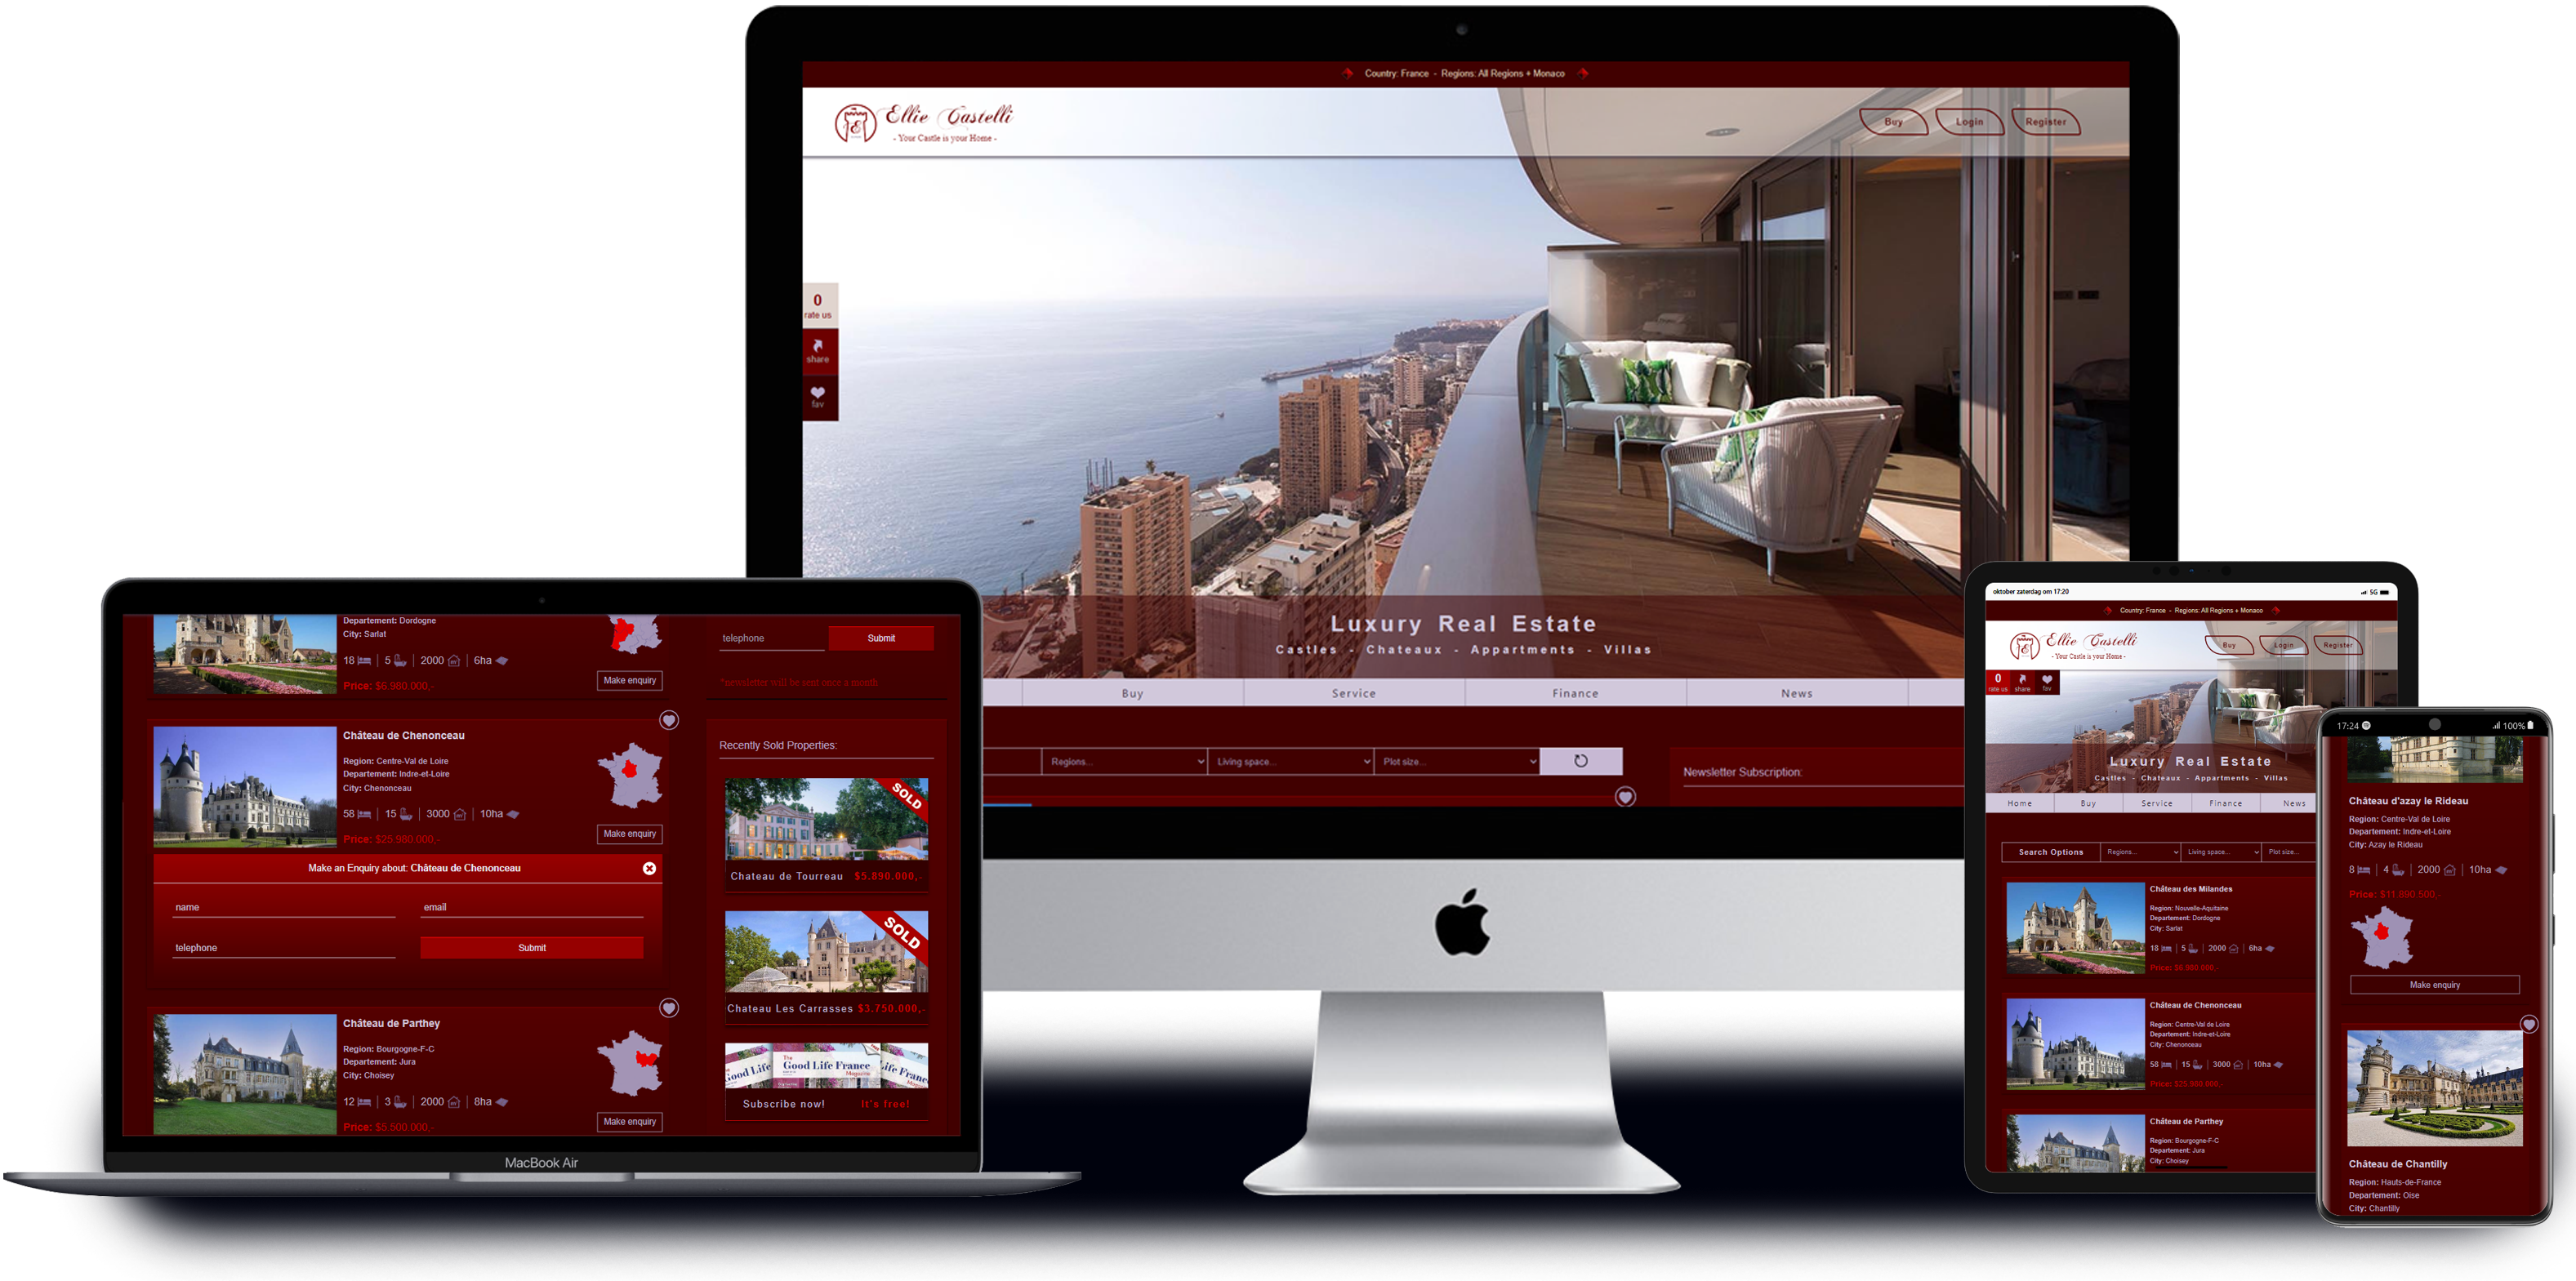 Country: France - Regions: All Regions + Monaco
Ellie Castelli
- Your Castle is your Home -
Buy
Login
Register
0
rate us
share
fav
Luxury Real Estate
Castles - Chateaux - Appartments - Villas
Buy
Service
Finance
News
Regions...
Living space...
Plot size...
Newsletter Subscription:
Departement: Dordogne
City: Sarlat
18 | 5 | 2000 | 6ha
Price: $6.980.000,-
Make enquiry
telephone
Submit
*newsletter will be sent once a month
Château de Chenonceau
Region: Centre-Val de Loire
Departement: Indre-et-Loire
City: Chenonceau
58 | 15 | 3000 | 10ha
Price: $25.980.000,-
Make enquiry
Make an Enquiry about: Château de Chenonceau
name
email
telephone
Submit
Château de Parthey
Region: Bourgogne-F-C
Departement: Jura
City: Choisey
12 | 3 | 2000 | 8ha
Price: $5.500.000,-
Make enquiry
Recently Sold Properties:
SOLD
Chateau de Tourreau $5.890.000,-
SOLD
Chateau Les Carrasses $3.750.000,-
The
Good Life France
Magazine
Subscribe now! It's free!
MacBook Air
oktober zaterdag om 17:20
5G
Country: France - Regions: All Regions + Monaco
Ellie Castelli
- Your Castle is your Home -
Buy
Login
Register
0
rate us
share
fav
Luxury Real Estate
Castles - Chateaux - Appartments - Villas
Home
Buy
Service
Finance
News
Search Options
Regions...
Living space...
Plot size...
Château des Milandes
Region: Nouvelle-Aquitaine
Departement: Dordogne
City: Sarlat
18 | 5 | 2000 | 6ha
Price: $6.980.000,-
Château de Chenonceau
Region: Centre-Val de Loire
Departement: Indre-et-Loire
City: Chenonceau
58 | 15 | 3000 | 10ha
Price: $25.980.000,-
Château de Parthey
Region: Bourgogne-F-C
Departement: Jura
City: Choisey
17:24
100%
Château d'azay le Rideau
Region: Centre-Val de Loire
Departement: Indre-et-Loire
City: Azay le Rideau
8 | 4 | 2000 | 10ha
Price: $11.890.500,-
Make enquiry
Château de Chantilly
Region: Hauts-de-France
Departement: Oise
City: Chantilly